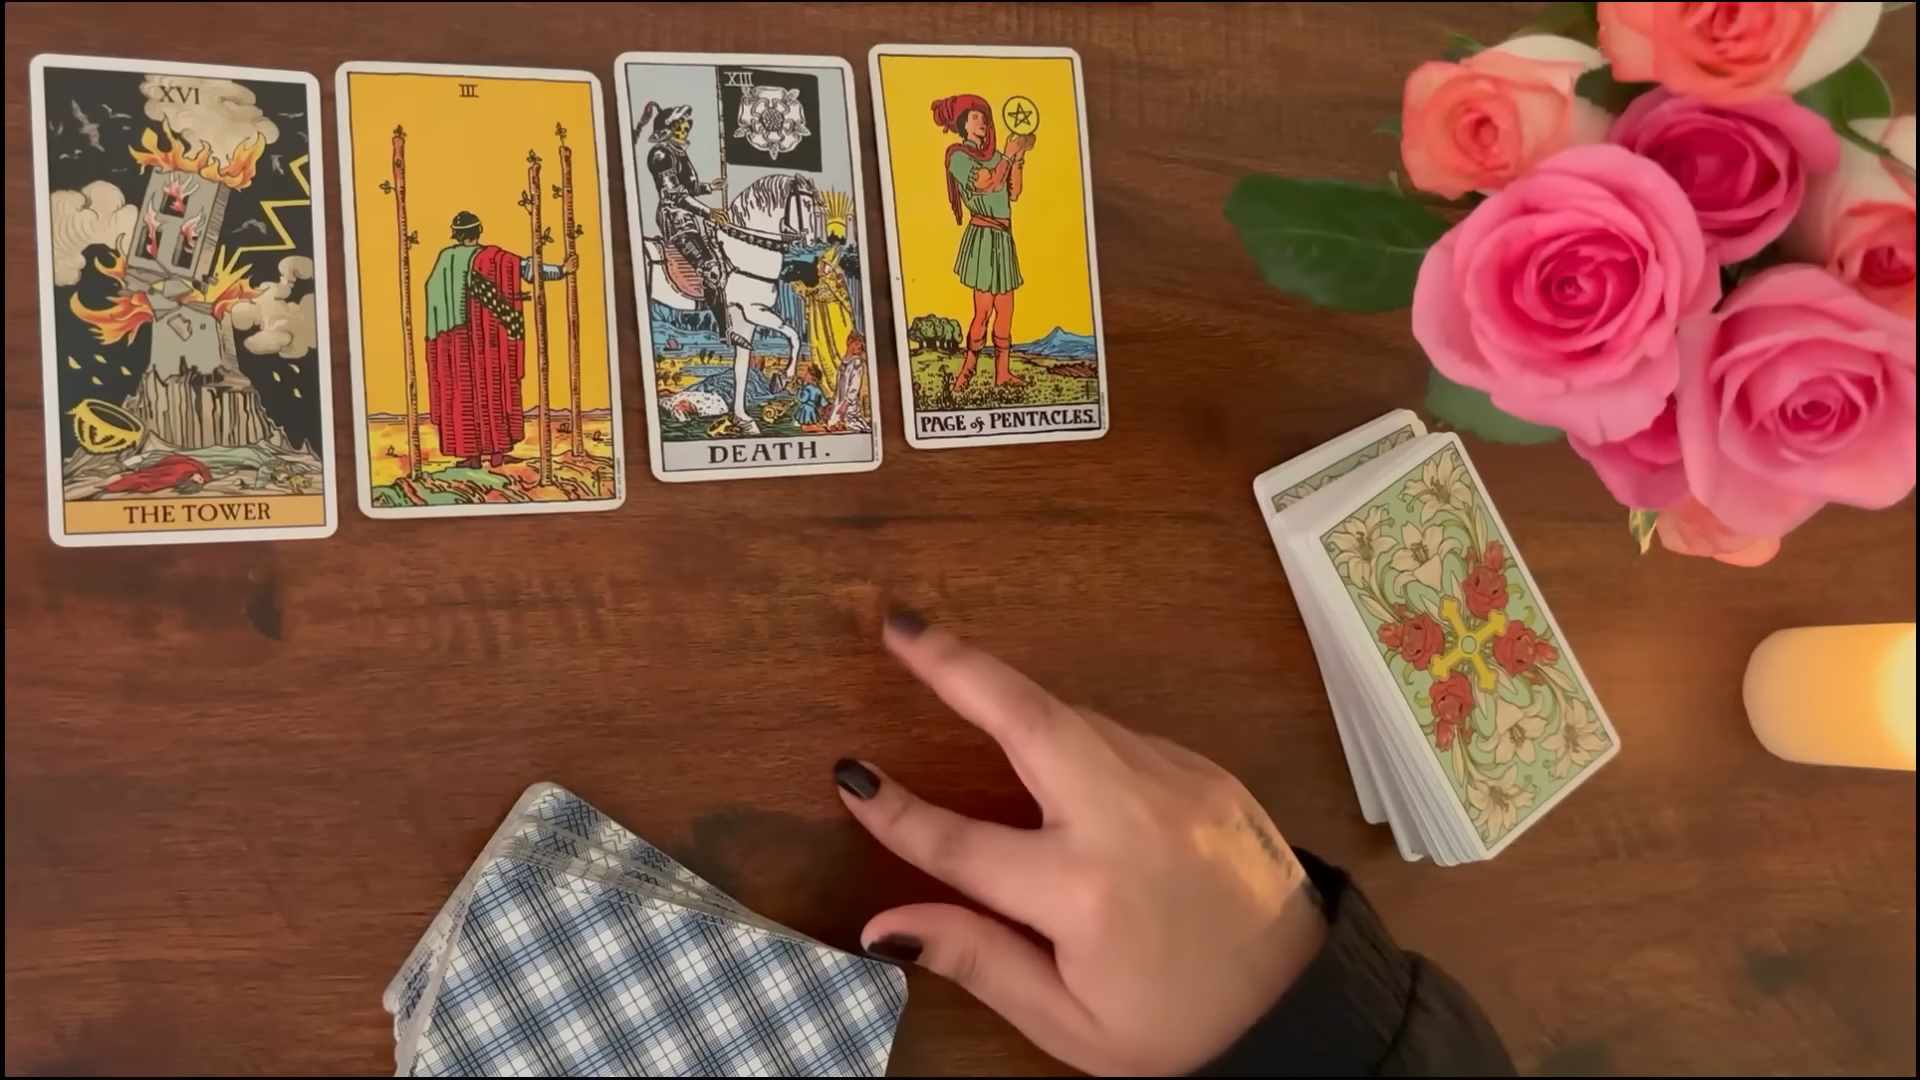 XVI
THE TOWER
III
XIII
DEATH.
PAGE of PENTACLES.